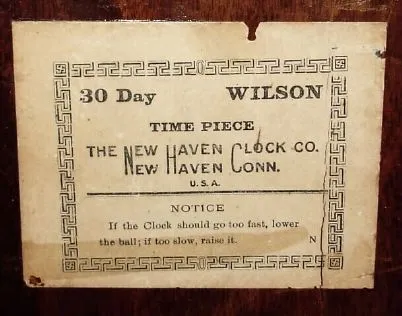 30 Day WILSON
TIME PIECE
THE NEW HAVEN CLOCK CO.
NEW HAVEN CONN.
U.S.A.
NOTICE
If the Clock should go too fast, lower
the ball; if too slow, raise it. N